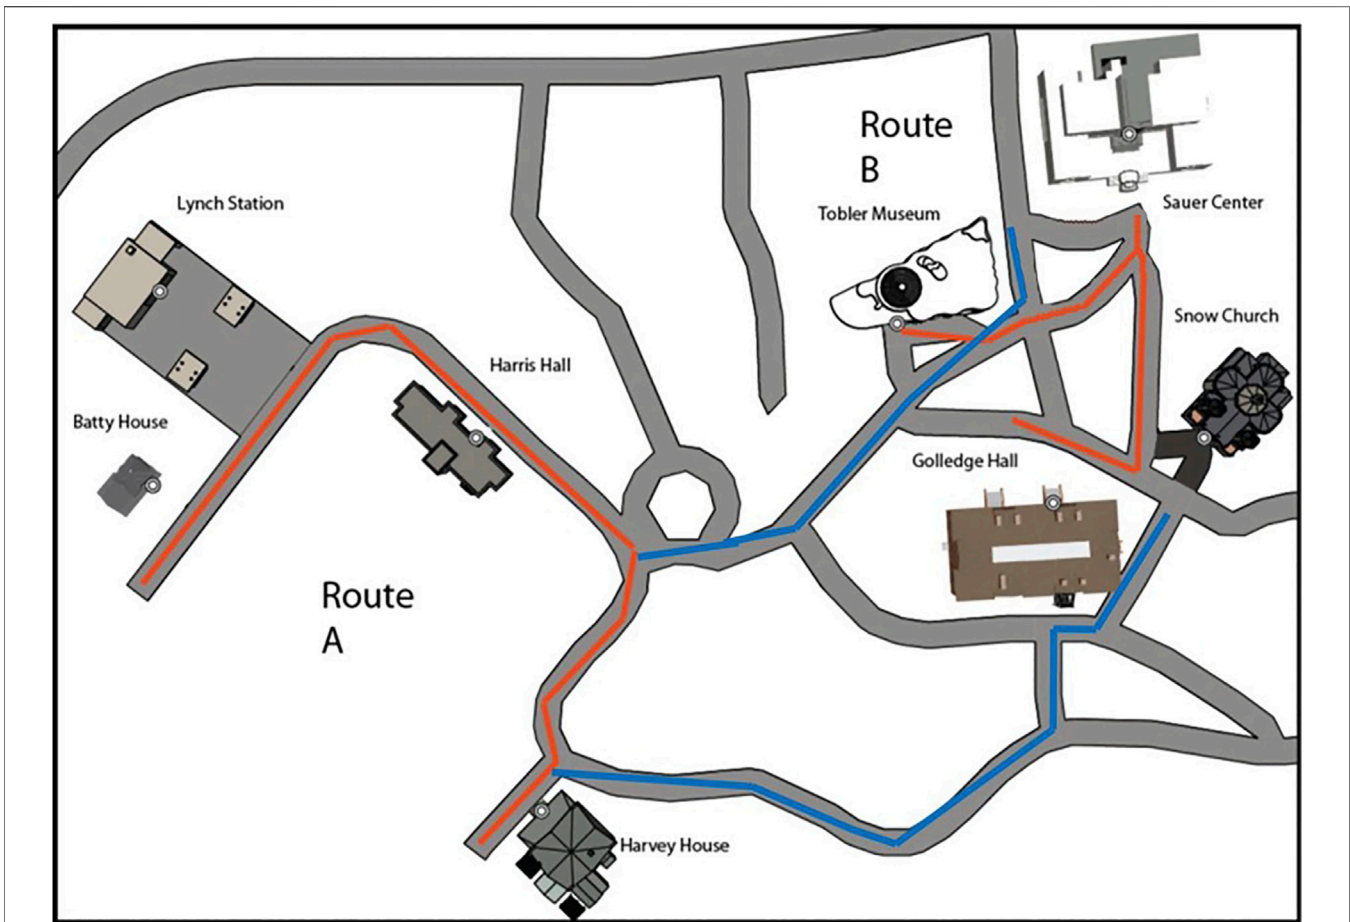 Route
B
Lynch Station
Tobler Museum
Sauer Center
Snow Church
Harris Hall
Batty House
Golledge Hall
Route
A
Harvey House